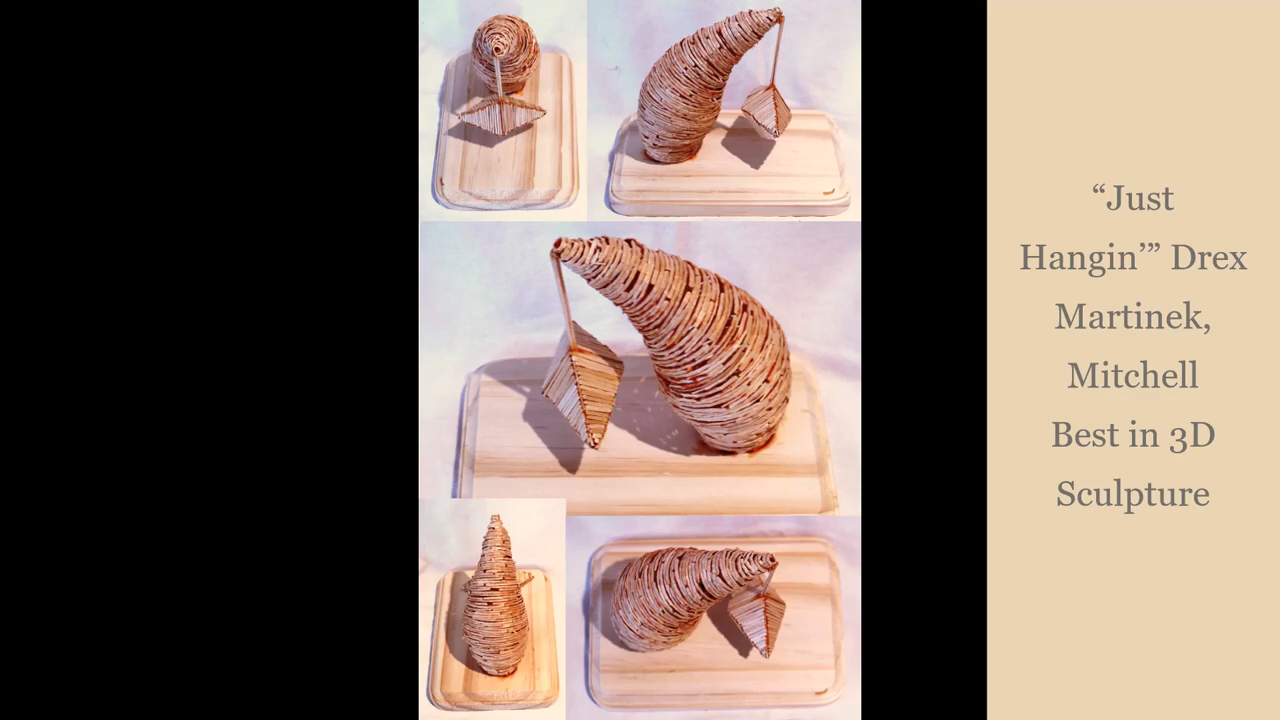 “Just
Hangin’” Drex
Martinek,
Mitchell
Best in 3D
Sculpture